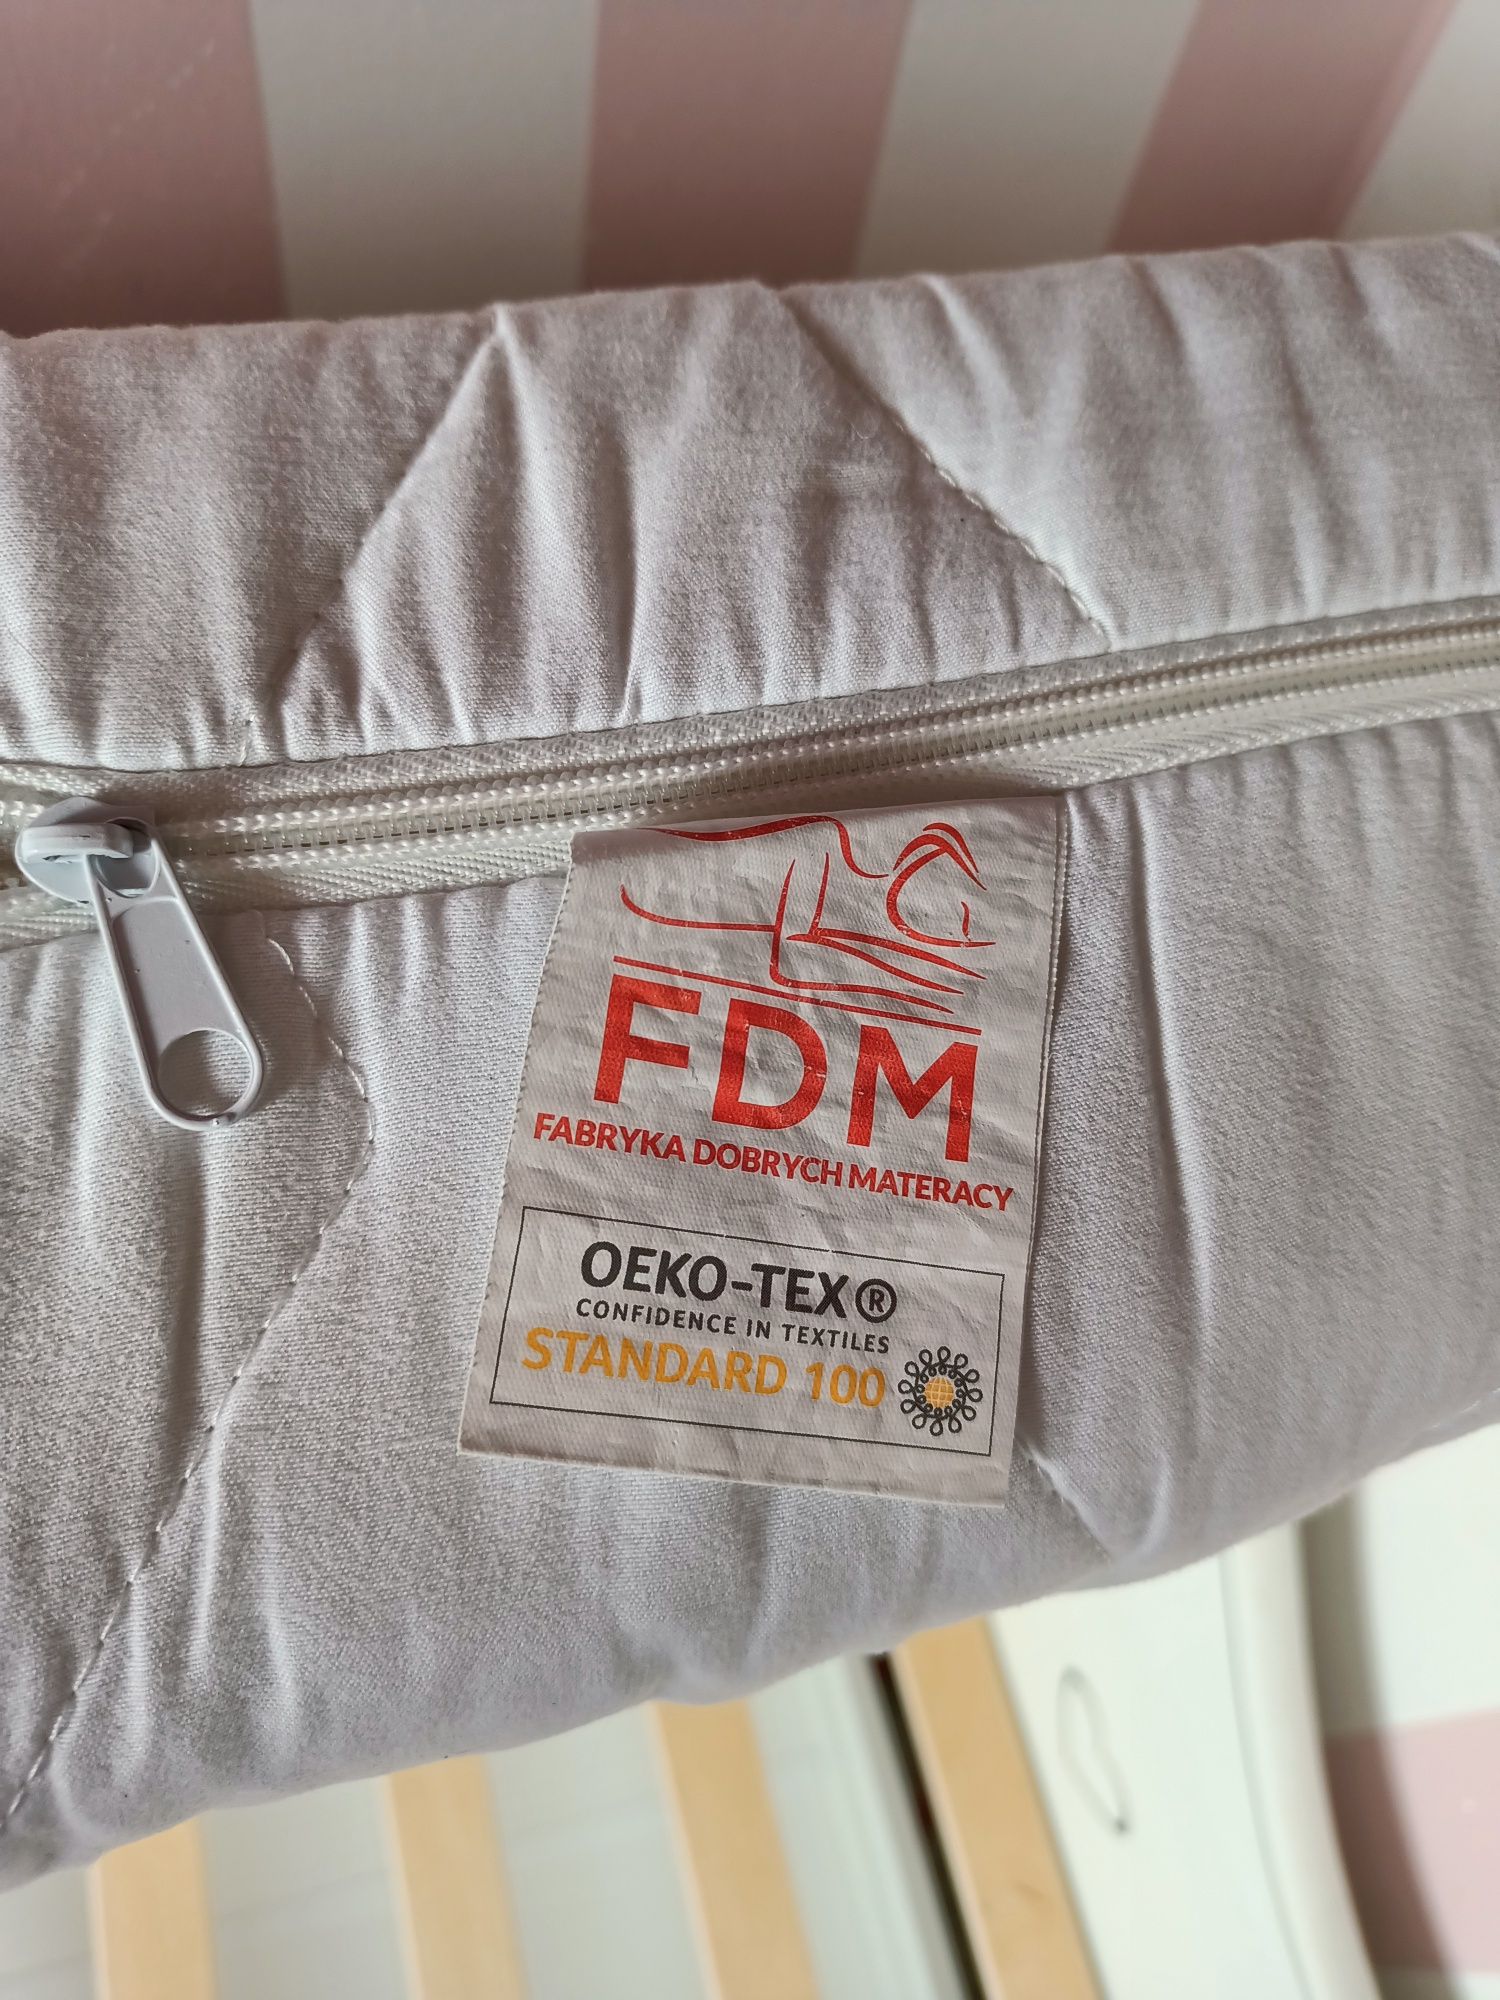 FDM
FABRYKA DOBRYCH MATERACY
OEKO-TEX®
CONFIDENCE IN TEXTILES
STANDARD 100